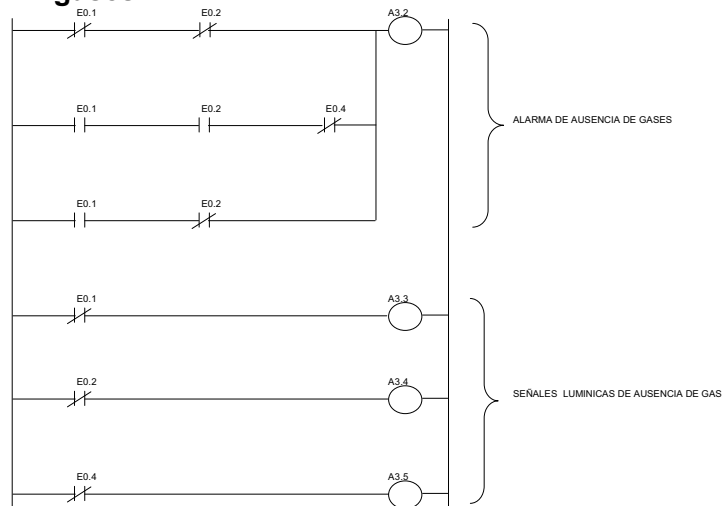 E0.1 E0.2 A3.2
E0.1 E0.2 E0.4
ALARMA DE AUSENCIA DE GASES
E0.1 E0.2
E0.1 A3.3
E0.2 A3.4
SEÑALES LUMINICAS DE AUSENCIA DE GAS
E0.4 A3.5